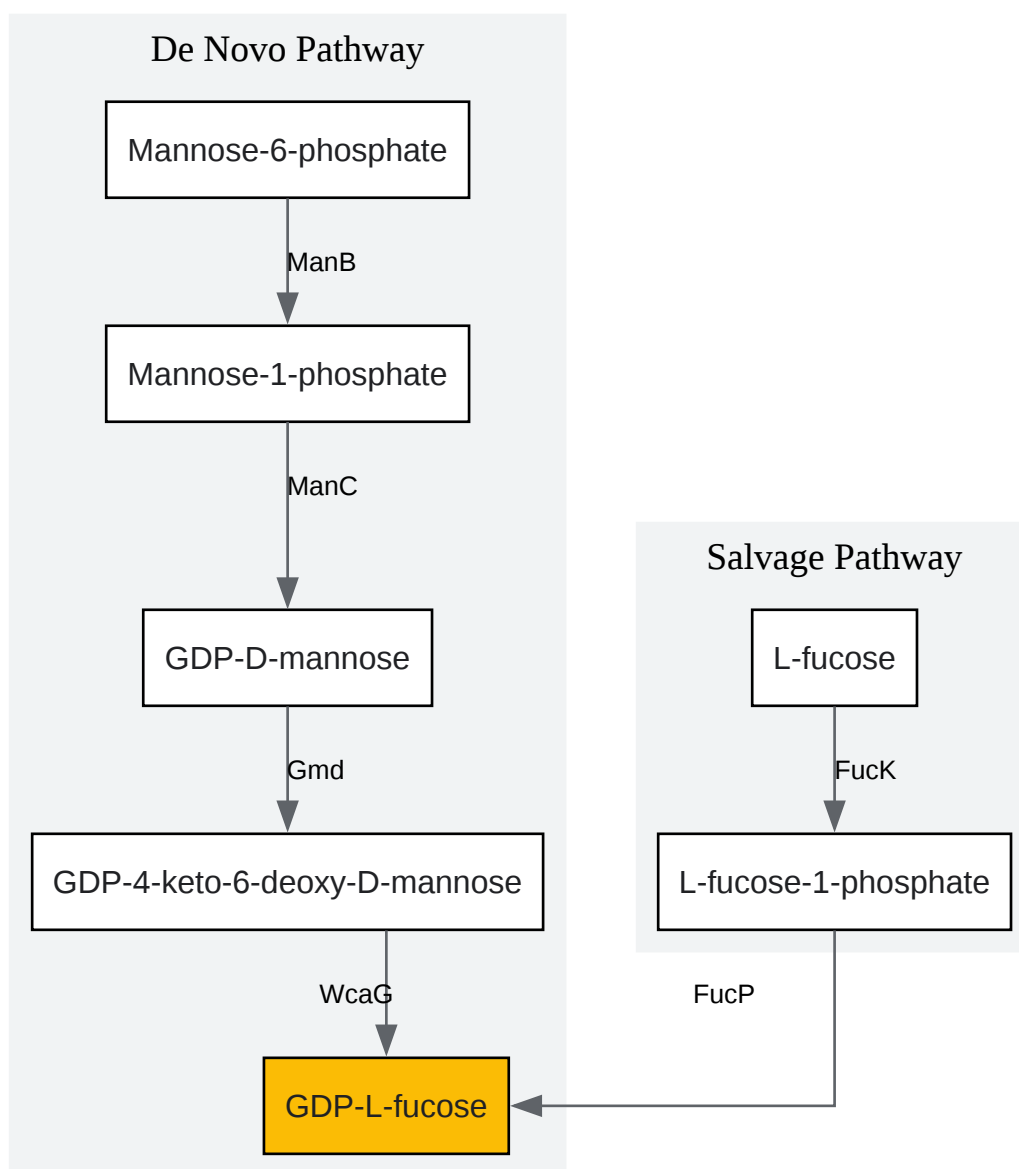 De Novo Pathway
Mannose-6-phosphate
ManB
Mannose-1-phosphate
ManC
GDP-D-mannose
Gmd
GDP-4-keto-6-deoxy-D-mannose
WcaG
GDP-L-fucose
Salvage Pathway
L-fucose
FucK
L-fucose-1-phosphate
FucP